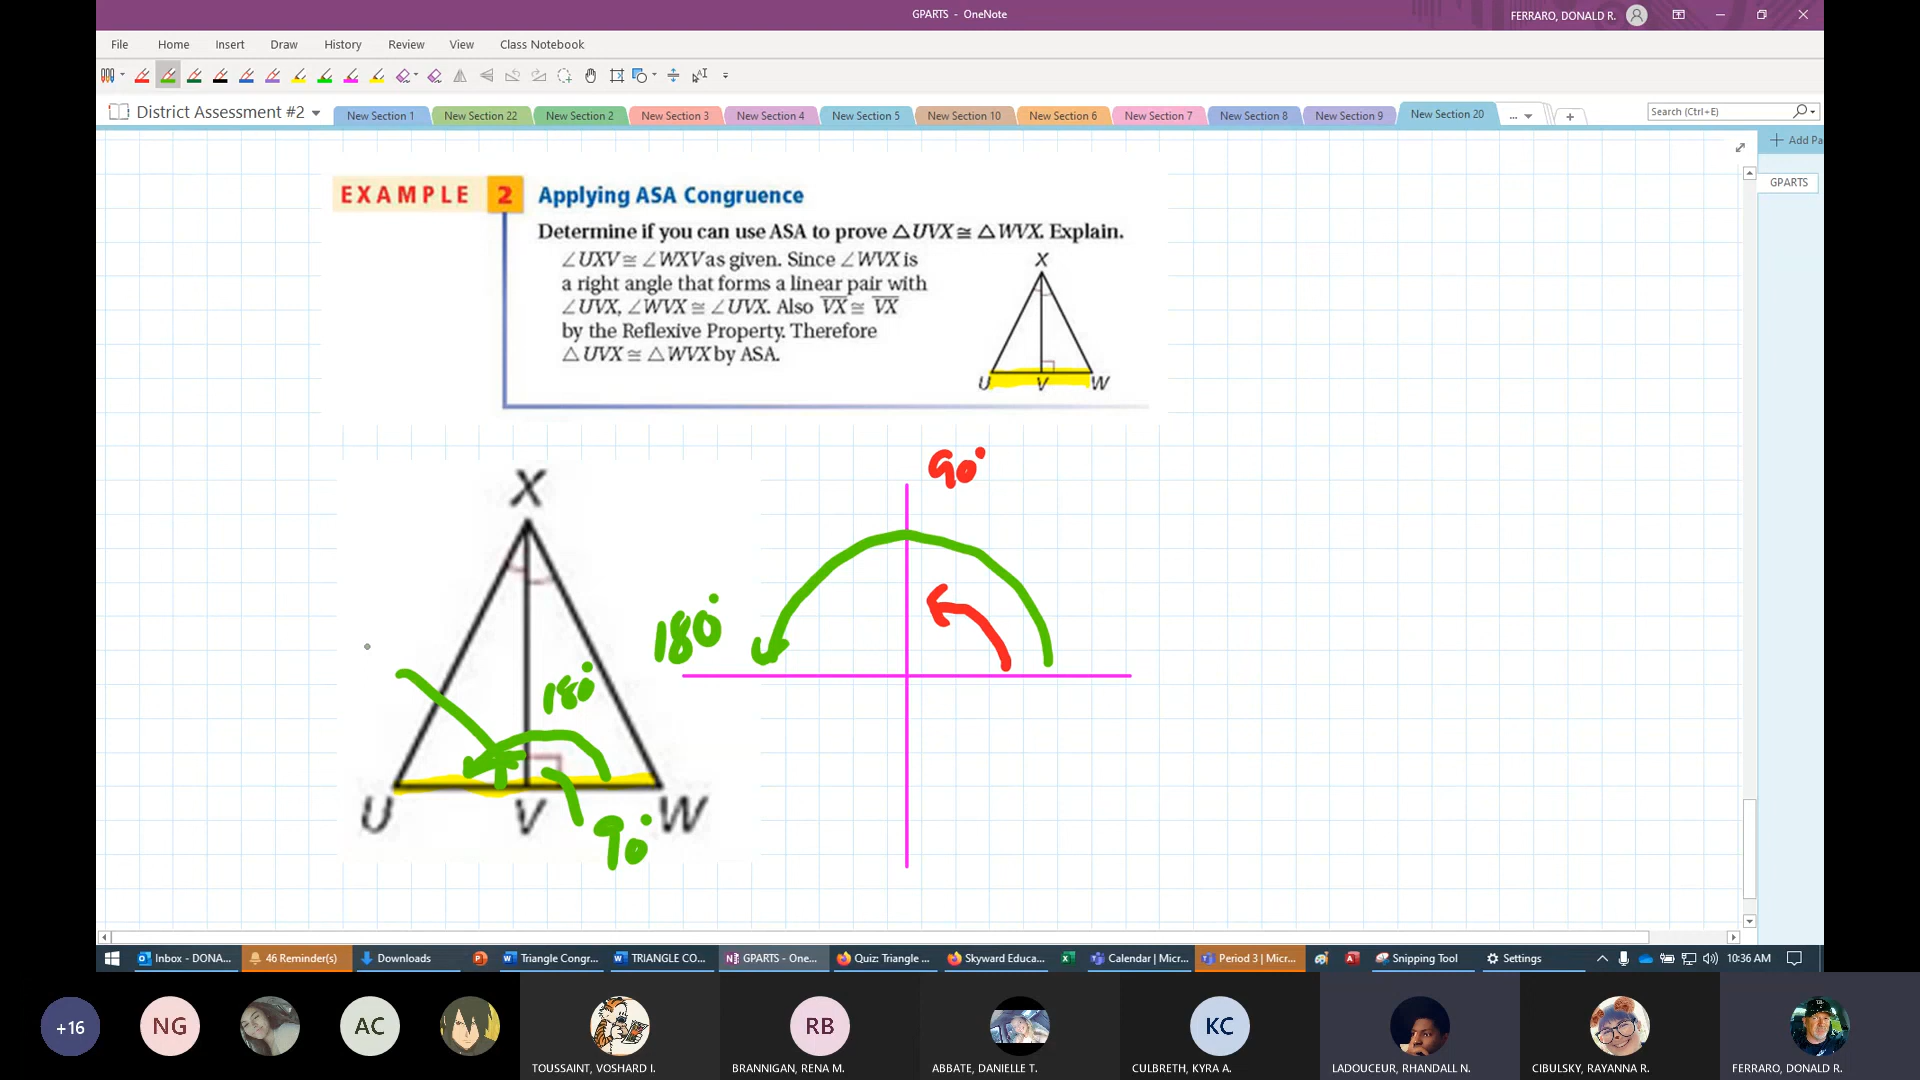 GPARTS - OneNote
FERRARO, DONALD R.
File Home Insert Draw History Review View Class Notebook
District Assessment #2
New Section 1 New Section 22 New Section 2 New Section 3 New Section 4 New Section 5 New Section 10 New Section 6 New Section 7 New Section 8 New Section 9 New Section 20 ...
Search (Ctrl+E)
Add Pa
GPARTS
EXAMPLE 2 Applying ASA Congruence
Determine if you can use ASA to prove △UVX ≅ △WVX. Explain.
∠UXV ≅ ∠WXV as given. Since ∠WVX is
a right angle that forms a linear pair with
∠UVX, ∠WVX ≅ ∠UVX. Also VX ≅ VX
by the Reflexive Property. Therefore
△UVX ≅ △WVX by ASA.
X
U V W
90°
X
180°
180°
U V W
90°
Inbox - DONA... 46 Reminder(s) Downloads Triangle Congr... TRIANGLE CO... GPARTS - One... Quiz: Triangle ... Skyward Educa... Calendar | Micr... Period 3 | Micr... Snipping Tool Settings 10:36 AM
+16 NG AC RB KC
TOUSSAINT, VOSHARD I. BRANNIGAN, RENA M. ABBATE, DANIELLE T. CULBRETH, KYRA A. LADOUCEUR, RHANDALL N. CIBULSKY, RAYANNA R. FERRARO, DONALD R.